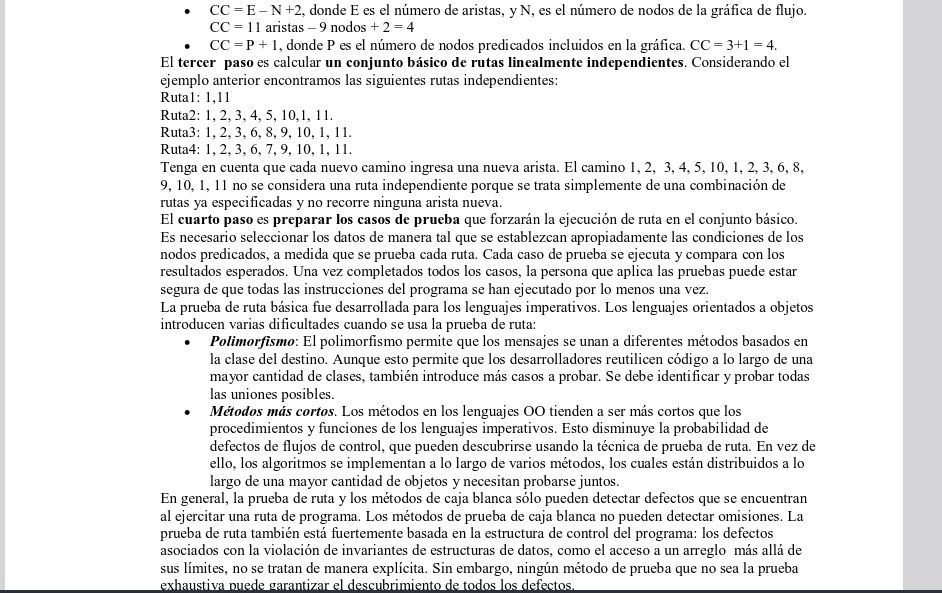 • CC = E – N +2, donde E es el número de aristas, y N, es el número de nodos de la gráfica de flujo.
CC = 11 aristas – 9 nodos + 2 = 4
• CC = P + 1, donde P es el número de nodos predicados incluidos en la gráfica. CC = 3+1 = 4.
El tercer paso es calcular un conjunto básico de rutas linealmente independientes. Considerando el
ejemplo anterior encontramos las siguientes rutas independientes:
Ruta1: 1,11
Ruta2: 1, 2, 3, 4, 5, 10,1, 11.
Ruta3: 1, 2, 3, 6, 8, 9, 10, 1, 11.
Ruta4: 1, 2, 3, 6, 7, 9, 10, 1, 11.
Tenga en cuenta que cada nuevo camino ingresa una nueva arista. El camino 1, 2, 3, 4, 5, 10, 1, 2, 3, 6, 8,
9, 10, 1, 11 no se considera una ruta independiente porque se trata simplemente de una combinación de
rutas ya especificadas y no recorre ninguna arista nueva.
El cuarto paso es preparar los casos de prueba que forzarán la ejecución de ruta en el conjunto básico.
Es necesario seleccionar los datos de manera tal que se establezcan apropiadamente las condiciones de los
nodos predicados, a medida que se prueba cada ruta. Cada caso de prueba se ejecuta y compara con los
resultados esperados. Una vez completados todos los casos, la persona que aplica las pruebas puede estar
segura de que todas las instrucciones del programa se han ejecutado por lo menos una vez.
La prueba de ruta básica fue desarrollada para los lenguajes imperativos. Los lenguajes orientados a objetos
introducen varias dificultades cuando se usa la prueba de ruta:
• Polimorfismo: El polimorfismo permite que los mensajes se unan a diferentes métodos basados en
la clase del destino. Aunque esto permite que los desarrolladores reutilicen código a lo largo de una
mayor cantidad de clases, también introduce más casos a probar. Se debe identificar y probar todas
las uniones posibles.
• Métodos más cortos. Los métodos en los lenguajes OO tienden a ser más cortos que los
procedimientos y funciones de los lenguajes imperativos. Esto disminuye la probabilidad de
defectos de flujos de control, que pueden descubrirse usando la técnica de prueba de ruta. En vez de
ello, los algoritmos se implementan a lo largo de varios métodos, los cuales están distribuidos a lo
largo de una mayor cantidad de objetos y necesitan probarse juntos.
En general, la prueba de ruta y los métodos de caja blanca sólo pueden detectar defectos que se encuentran
al ejercitar una ruta de programa. Los métodos de prueba de caja blanca no pueden detectar omisiones. La
prueba de ruta también está fuertemente basada en la estructura de control del programa: los defectos
asociados con la violación de invariantes de estructuras de datos, como el acceso a un arreglo más allá de
sus límites, no se tratan de manera explícita. Sin embargo, ningún método de prueba que no sea la prueba
exhaustiva puede garantizar el descubrimiento de todos los defectos.